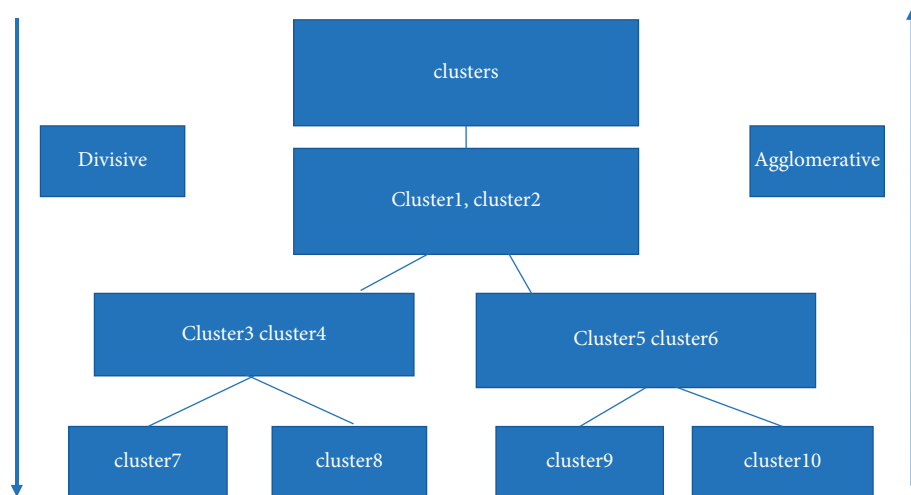 clusters
Divisive
Agglomerative
Cluster1, cluster2
Cluster3 cluster4
Cluster5 cluster6
cluster7
cluster8
cluster9
cluster10